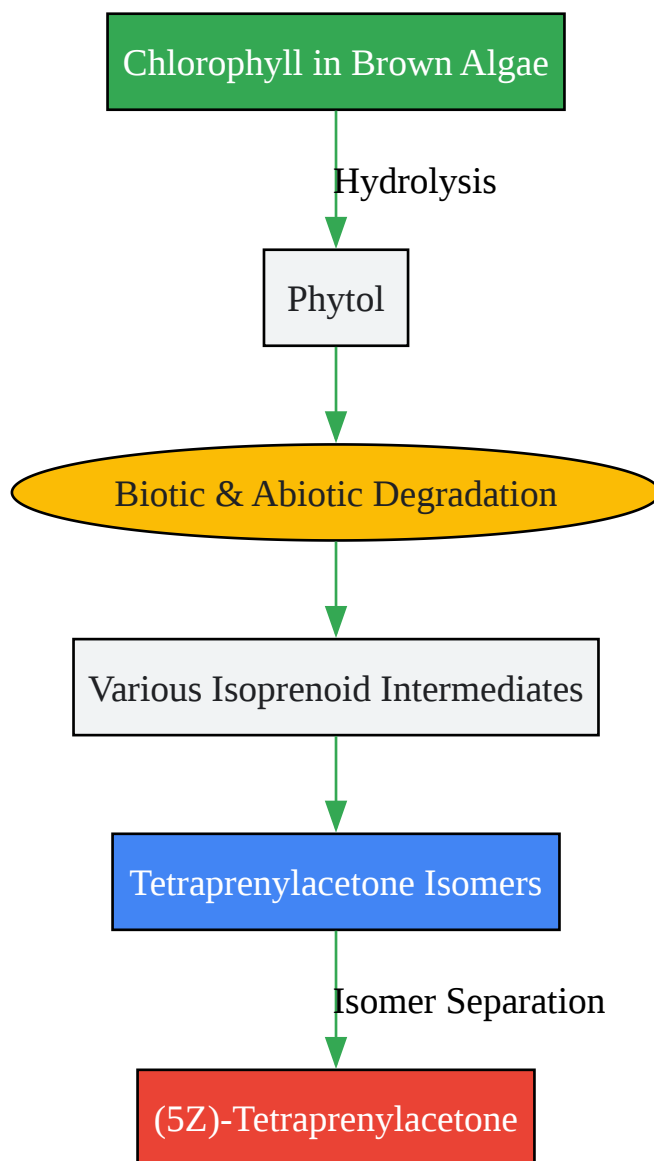 Chlorophyll in Brown Algae
Hydrolysis
Phytol
Biotic & Abiotic Degradation
Various Isoprenoid Intermediates
Tetraprenylacetone Isomers
Isomer Separation
(5Z)-Tetraprenylacetone